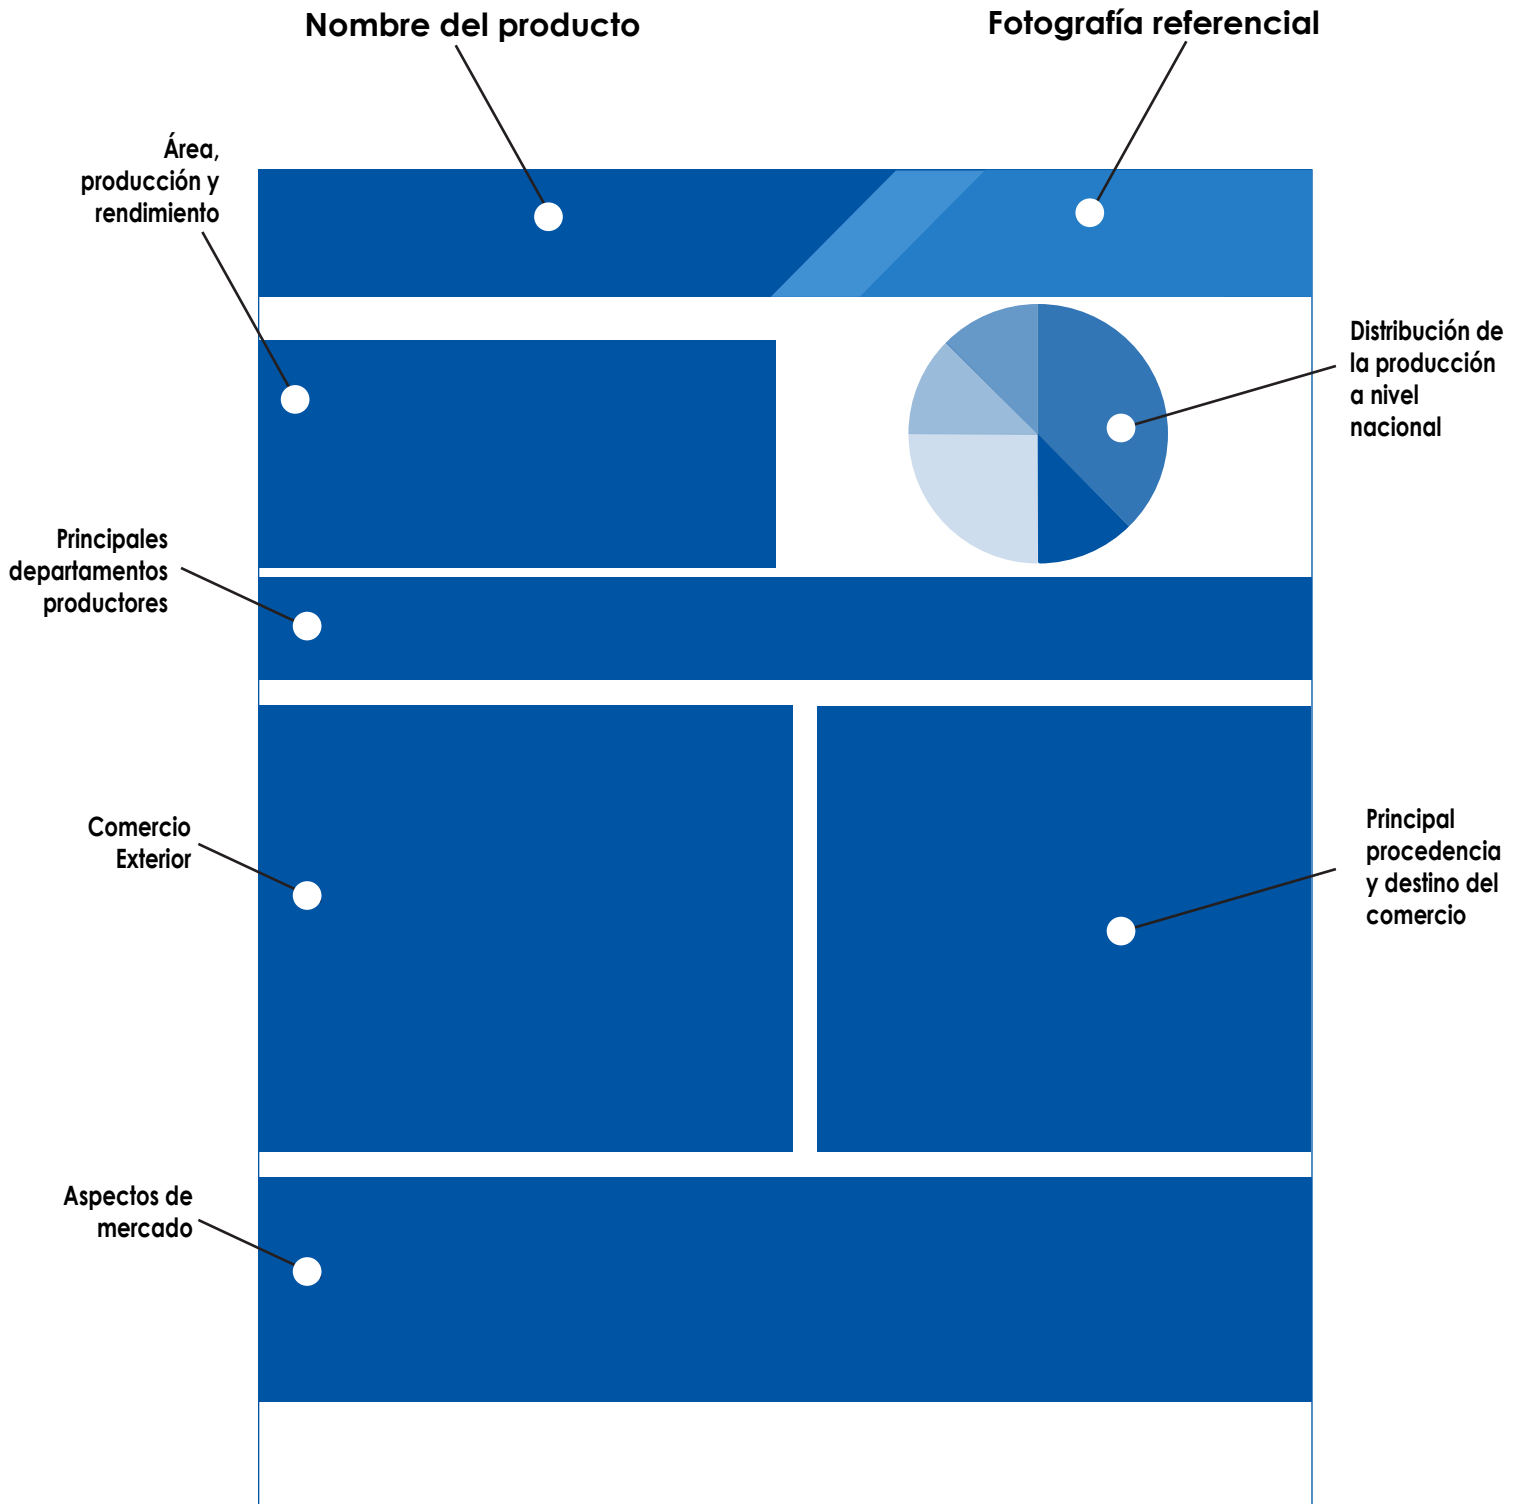 Nombre del producto
Fotografía referencial
Área,
producción y
rendimiento
Distribución de
la producción
a nivel
nacional
Principales
departamentos
productores
Comercio
Exterior
Principal
procedencia
y destino del
comercio
Aspectos de
mercado